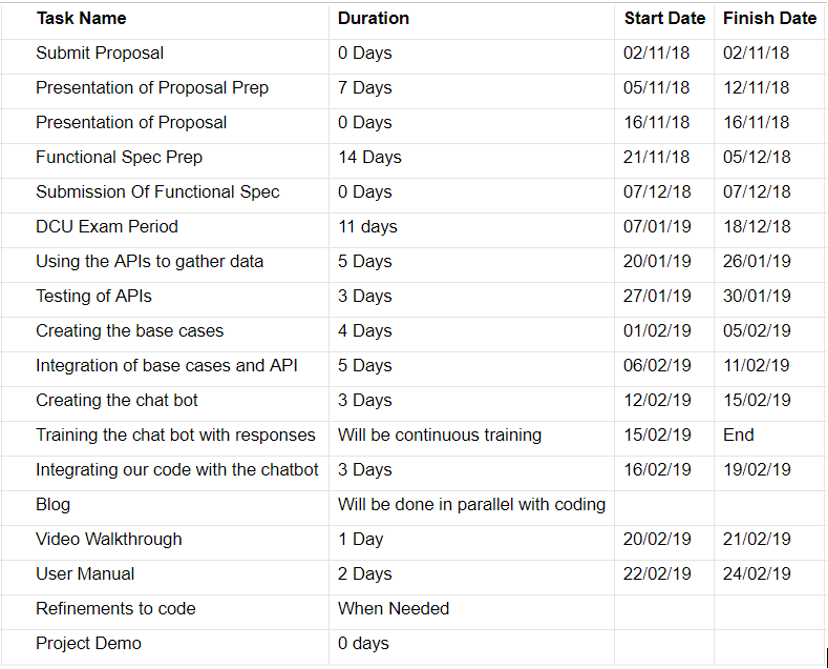 Task Name Duration Start Date Finish Date
Submit Proposal 0 Days 02/11/18 02/11/18
Presentation of Proposal Prep 7 Days 05/11/18 12/11/18
Presentation of Proposal 0 Days 16/11/18 16/11/18
Functional Spec Prep 14 Days 21/11/18 05/12/18
Submission Of Functional Spec 0 Days 07/12/18 07/12/18
DCU Exam Period 11 days 07/01/19 18/12/18
Using the APIs to gather data 5 Days 20/01/19 26/01/19
Testing of APIs 3 Days 27/01/19 30/01/19
Creating the base cases 4 Days 01/02/19 05/02/19
Integration of base cases and API 5 Days 06/02/19 11/02/19
Creating the chat bot 3 Days 12/02/19 15/02/19
Training the chat bot with responses Will be continuous training 15/02/19 End
Integrating our code with the chatbot 3 Days 16/02/19 19/02/19
Blog Will be done in parallel with coding
Video Walkthrough 1 Day 20/02/19 21/02/19
User Manual 2 Days 22/02/19 24/02/19
Refinements to code When Needed
Project Demo 0 days